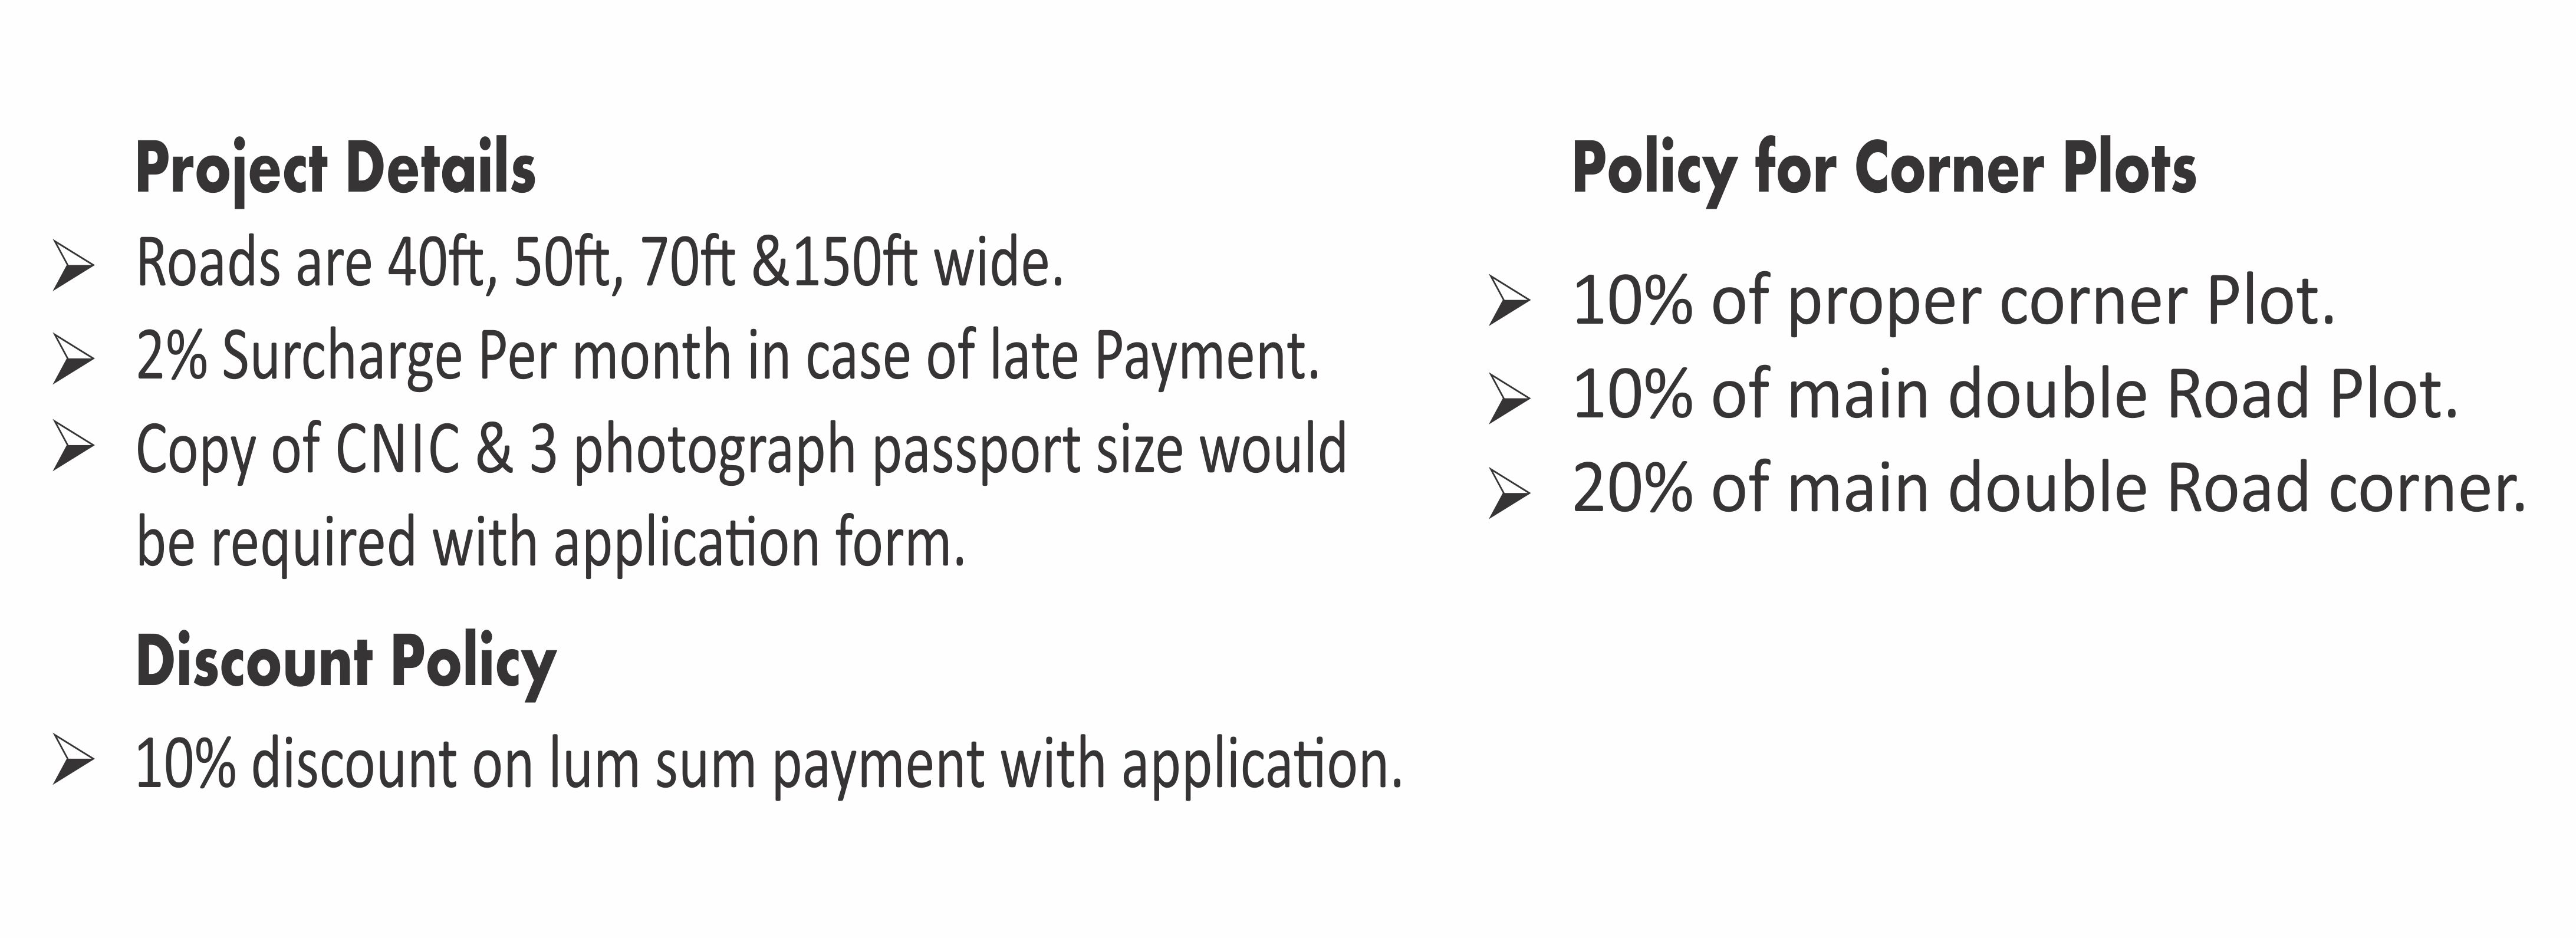 Project Details
Roads are 40ft, 50ft, 70ft &150ft wide.
2% Surcharge Per month in case of late Payment.
Copy of CNIC & 3 photograph passport size would
be required with application form.
Discount Policy
10% discount on lum sum payment with application.
Policy for Corner Plots
10% of proper corner Plot.
10% of main double Road Plot.
20% of main double Road corner.